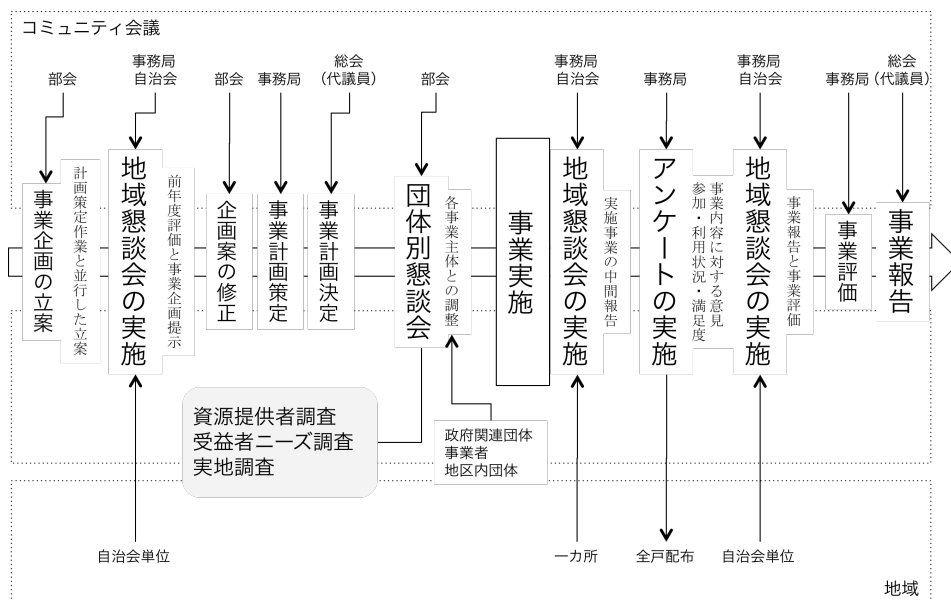 コミュニティ会議
部会
事務局
自治会
部会
事務局
総会
(代議員)
部会
事務局
自治会
事務局
事務局
自治会
事務局
総会
(代議員)
事業企画の立案
計画策定作業と並行した立案
地域懇談会の実施
前年度評価と事業企画提示
企画案の修正
事業計画策定
事業計画決定
団体別懇談会
各事業主体との調整
事業実施
地域懇談会の実施
実施事業の中間報告
アンケートの実施
事業内容に対する意見
参加・利用状況・満足度
地域懇談会の実施
事業報告と事業評価
事業評価
事業報告
資源提供者調査
受益者ニーズ調査
実地調査
政府関連団体
事業者
地区内団体
自治会単位
一カ所
全戸配布
自治会単位
地域